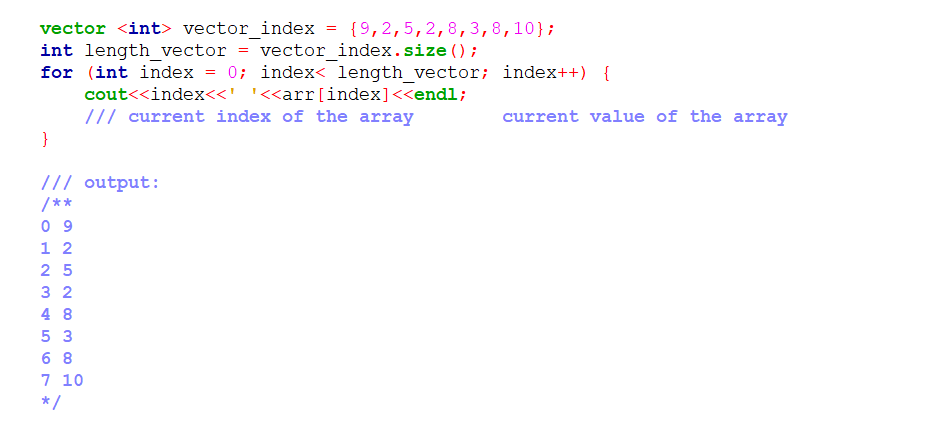 vector <int> vector_index = {9,2,5,2,8,3,8,10};
int length_vector = vector_index.size();
for (int index = 0; index< length_vector; index++) {
    cout<<index<<' '<<arr[index]<<endl;
    /// current index of the array        current value of the array
}

/// output:
/**
0 9
1 2
2 5
3 2
4 8
5 3
6 8
7 10
*/